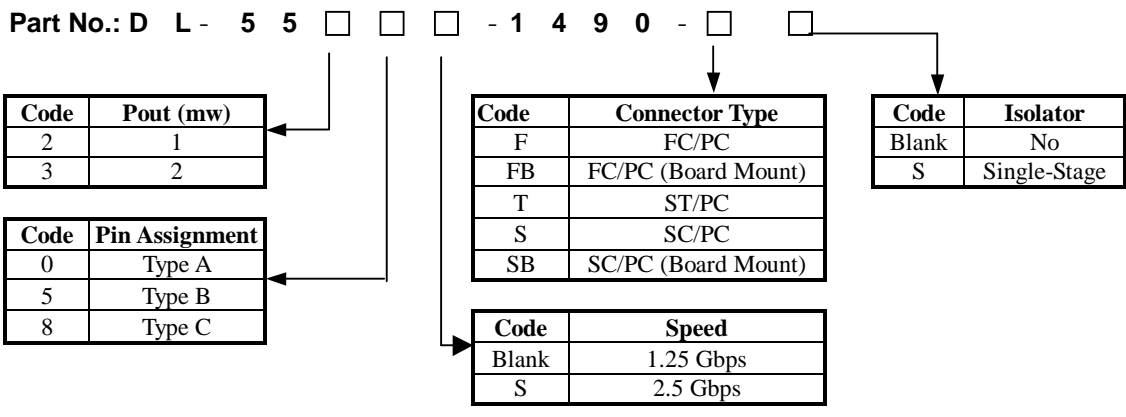 Part No.: D L - 5 5 □ □ □ - 1 4 9 0 - □ □
Code Pout (mw)
2 1
3 2
Code Pin Assignment
0 Type A
5 Type B
8 Type C
Code Connector Type
F FC/PC
FB FC/PC (Board Mount)
T ST/PC
S SC/PC
SB SC/PC (Board Mount)
Code Speed
Blank 1.25 Gbps
S 2.5 Gbps
Code Isolator
Blank No
S Single-Stage